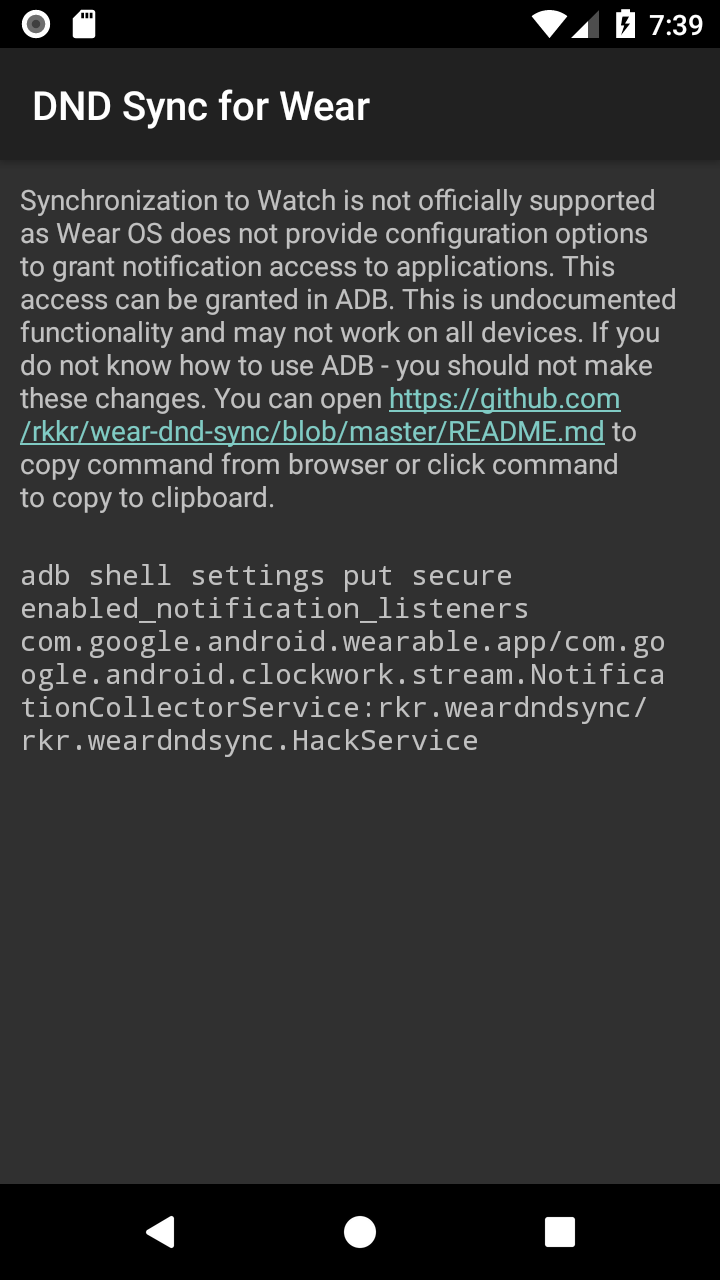 7:39
DND Sync for Wear
Synchronization to Watch is not officially supported
as Wear OS does not provide configuration options
to grant notification access to applications. This
access can be granted in ADB. This is undocumented
functionality and may not work on all devices. If you
do not know how to use ADB - you should not make
these changes. You can open https://github.com
/rkkr/wear-dnd-sync/blob/master/README.md to
copy command from browser or click command
to copy to clipboard.
adb shell settings put secure
enabled_notification_listeners
com.google.android.wearable.app/com.go
ogle.android.clockwork.stream.Notifica
tionCollectorService:rkr.weardndsync/
rkr.weardndsync.HackService